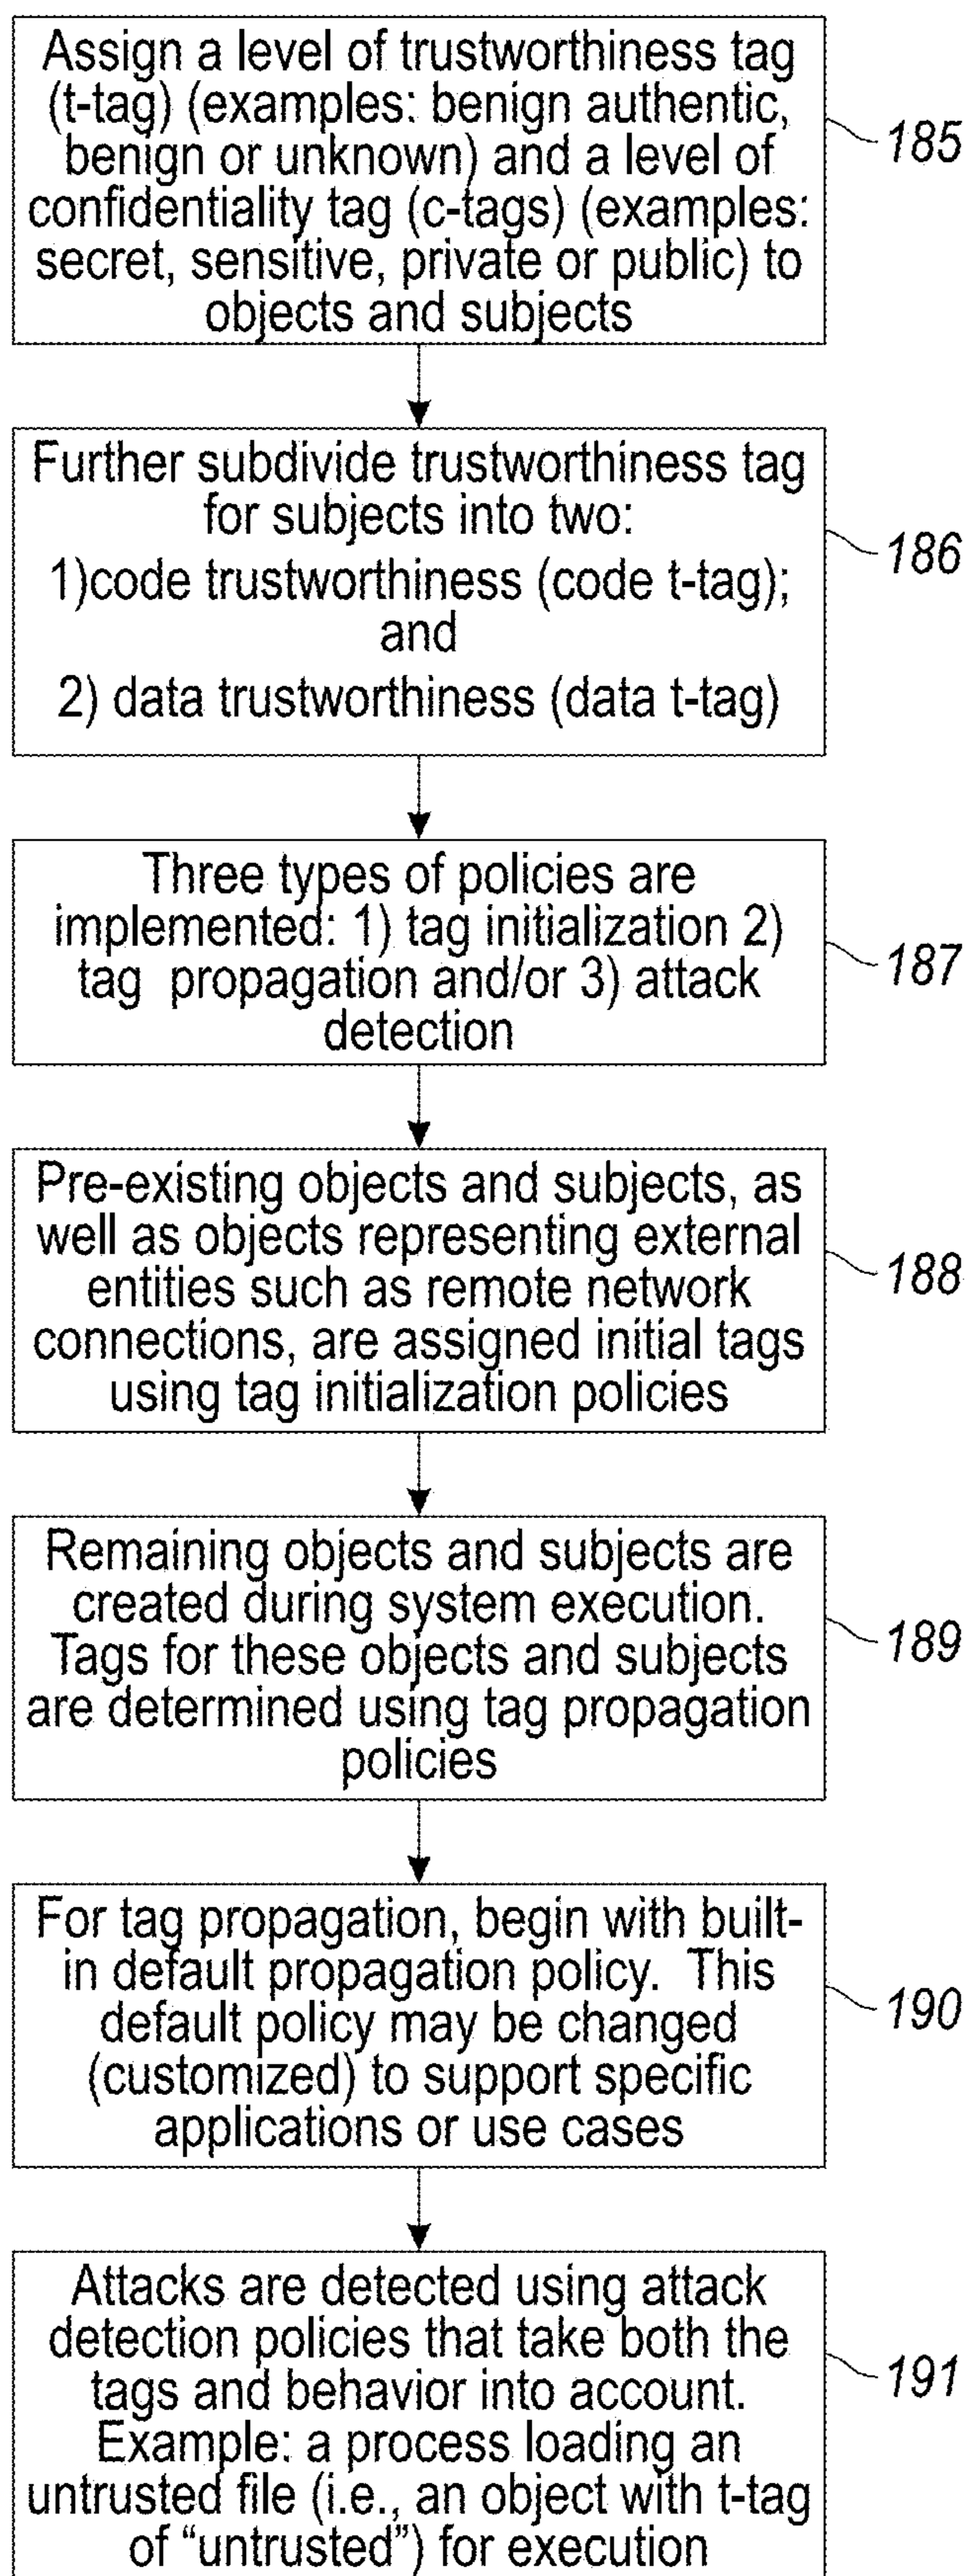 Assign a level of trustworthiness tag
(t-tag) (examples: benign authentic,
benign or unknown) and a level of
confidentiality tag (c-tags) (examples:
secret, sensitive, private or public) to
objects and subjects
185
Further subdivide trustworthiness tag
for subjects into two:
1)code trustworthiness (code t-tag);
and
2) data trustworthiness (data t-tag)
186
Three types of policies are
implemented: 1) tag initialization 2)
tag propagation and/or 3) attack
detection
187
Pre-existing objects and subjects, as
well as objects representing external
entities such as remote network
connections, are assigned initial tags
using tag initialization policies
188
Remaining objects and subjects are
created during system execution.
Tags for these objects and subjects
are determined using tag propagation
policies
189
For tag propagation, begin with built-
in default propagation policy. This
default policy may be changed
(customized) to support specific
applications or use cases
190
Attacks are detected using attack
detection policies that take both the
tags and behavior into account.
Example: a process loading an
untrusted file (i.e., an object with t-tag
of “untrusted”) for execution
191